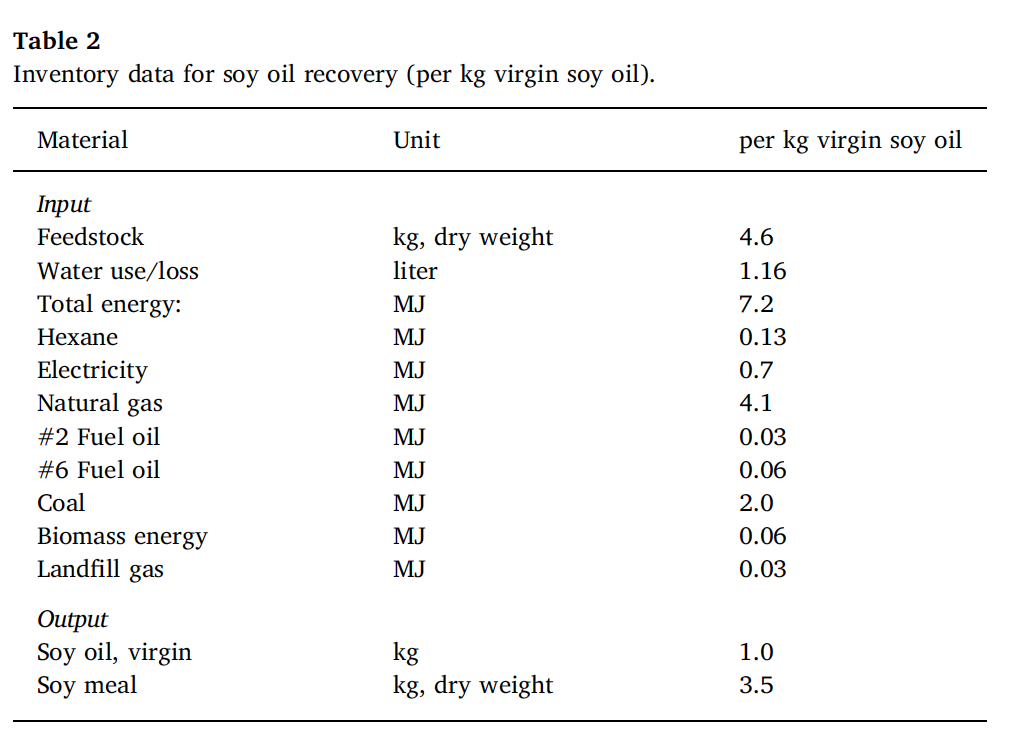 Table 2
Inventory data for soy oil recovery (per kg virgin soy oil).
Material Unit per kg virgin soy oil
Input
Feedstock kg, dry weight 4.6
Water use/loss liter 1.16
Total energy: MJ 7.2
Hexane MJ 0.13
Electricity MJ 0.7
Natural gas MJ 4.1
#2 Fuel oil MJ 0.03
#6 Fuel oil MJ 0.06
Coal MJ 2.0
Biomass energy MJ 0.06
Landfill gas MJ 0.03
Output
Soy oil, virgin kg 1.0
Soy meal kg, dry weight 3.5